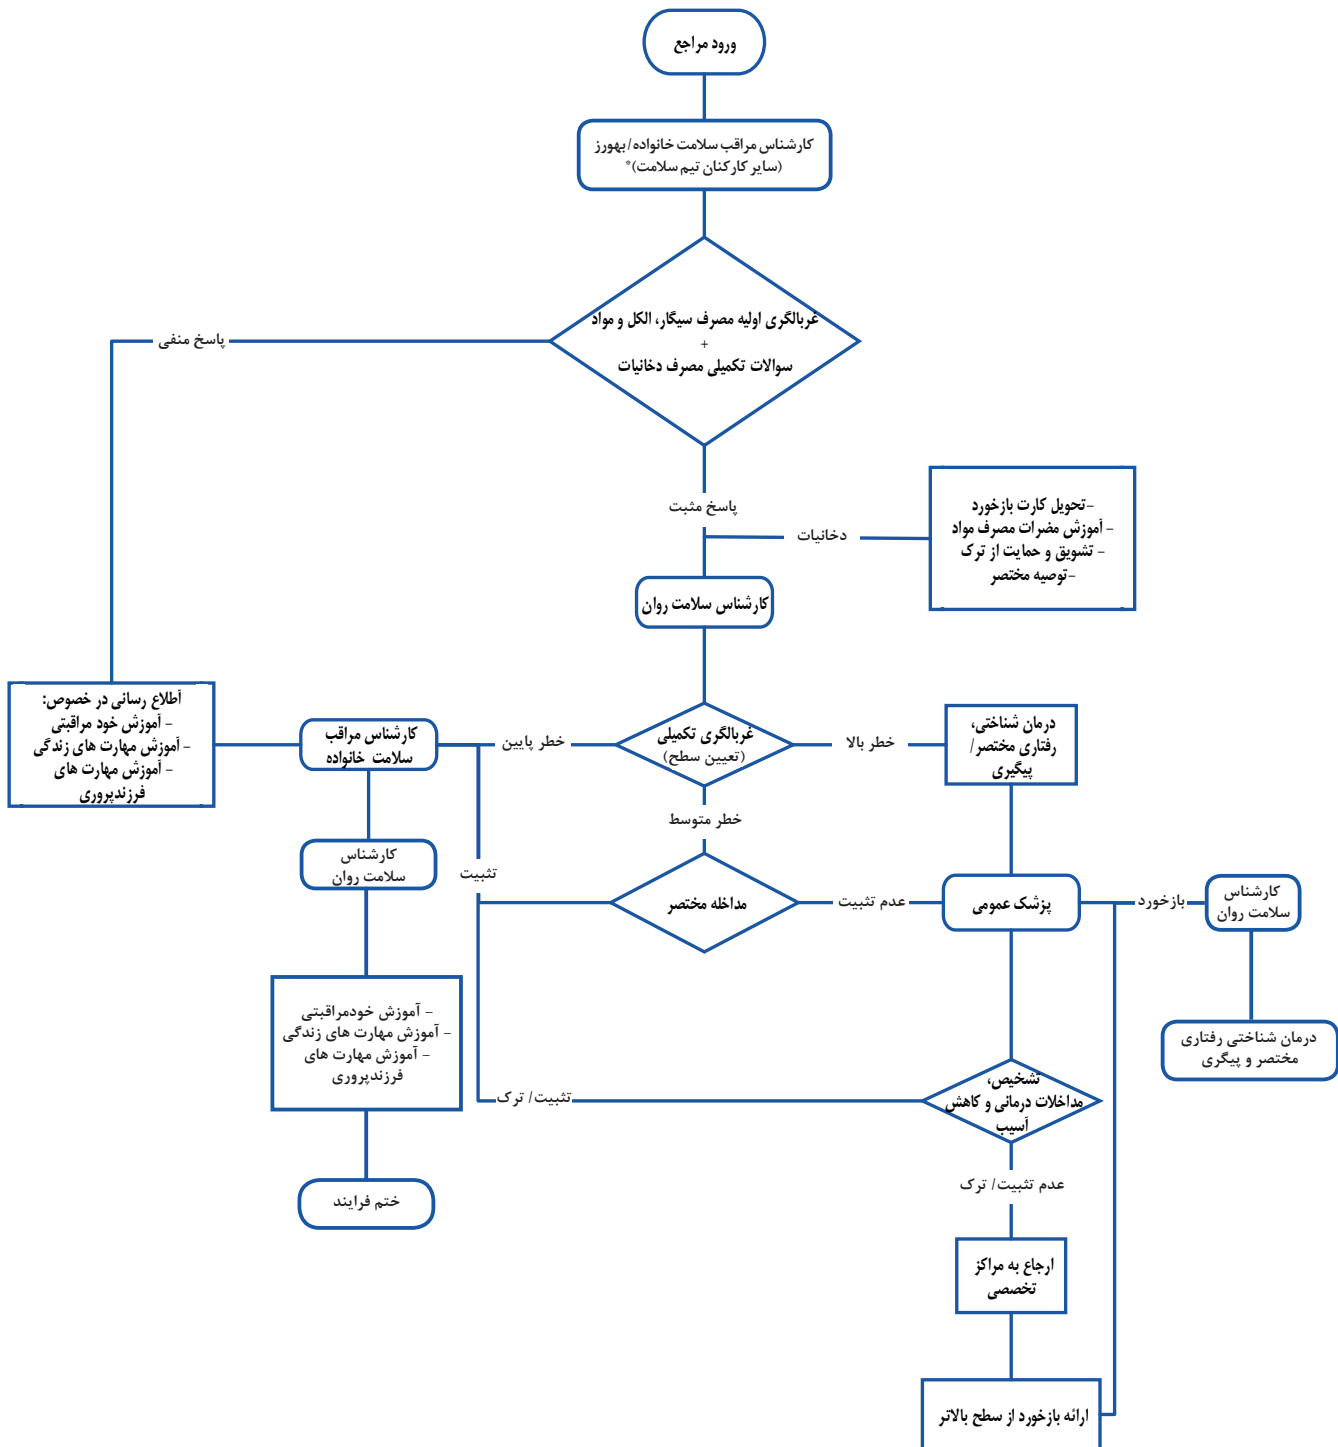 ورود مراجع
کارشناس مراقب سلامت خانواده/بهورز
(سایر کارکنان تیم سلامت)*
غربالگری اولیه مصرف سیگار، الکل و مواد
+
سوالات تکمیلی مصرف دخانیات
پاسخ منفی
پاسخ مثبت
دخانیات
-تحویل کارت بازخورد
- آموزش مضرات مصرف مواد
- تشویق و حمایت از ترک
-توصیه مختصر
کارشناس سلامت روان
اطلاع رسانی در خصوص:
- آموزش خود مراقبتی
- آموزش مهارت های زندگی
- آموزش مهارت های
فرزندپروری
کارشناس مراقب
سلامت خانواده
خطر پایین
غربالگری تکمیلی
(تعیین سطح)
خطر بالا
درمان شناختی،
رفتاری مختصر/
پیگیری
خطر متوسط
کارشناس
سلامت روان
تثبیت
مداخله مختصر
عدم تثبیت
پزشک عمومی
بازخورد
کارشناس
سلامت روان
- آموزش خودمراقبتی
- آموزش مهارت های زندگی
- آموزش مهارت های
فرزندپروری
درمان شناختی رفتاری
مختصر و پیگری
تثبیت/ ترک
تشخیص،
مداخلات درمانی و کاهش
آسیب
ختم فرایند
عدم تثبیت/ ترک
ارجاع به مراکز
تخصصی
ارائه بازخورد از سطح بالاتر